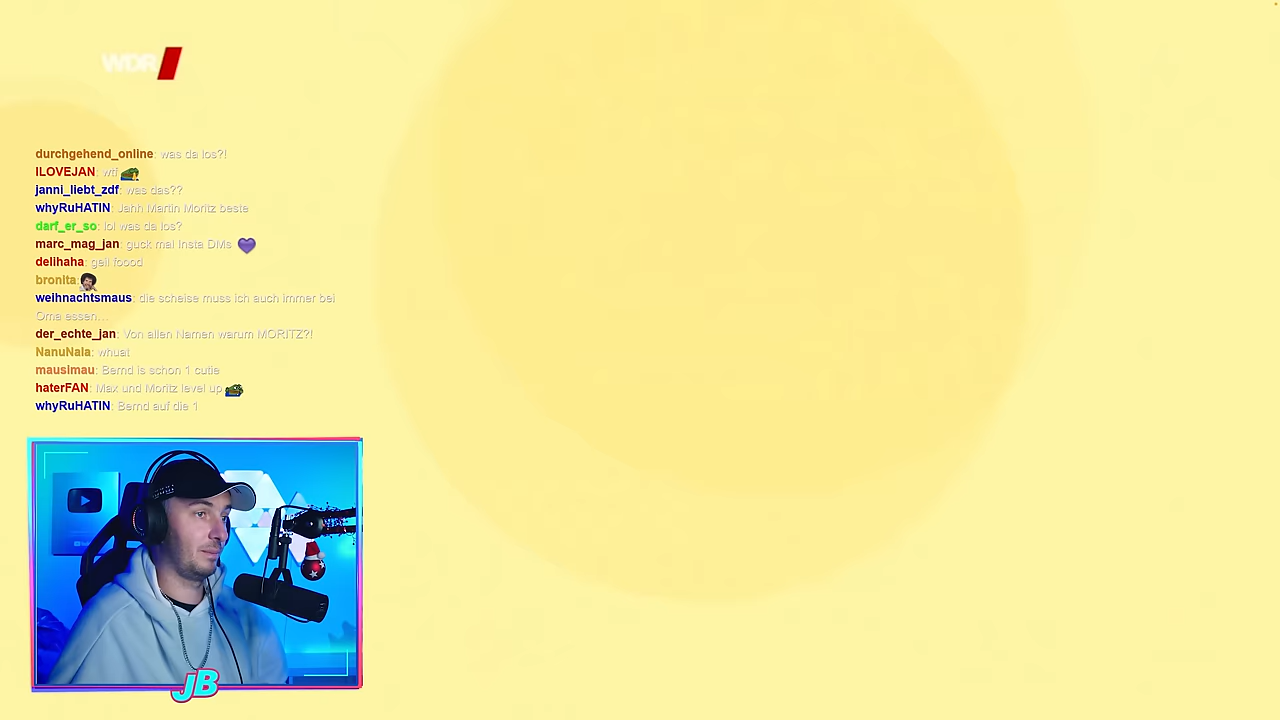 WDR
durchgehend_online: was da los?!
ILOVEJAN: wtf
janni_liebt_zdf: was das??
whyRuHATIN: Jahh Martin Moritz beste
darf_er_so: lol was da los?
marc_mag_jan: guck mal Insta DMs
delihaha: geil foood
bronita:
weihnachtsmaus: die scheise muss ich auch immer bei
Oma essen...
der_echte_jan: Von allen Namen warum MORITZ?!
NanuNala: whuat
mausimau: Bernd is schon 1 cutie
haterFAN: Max und Moritz level up
whyRuHATIN: Bernd auf die 1
JB